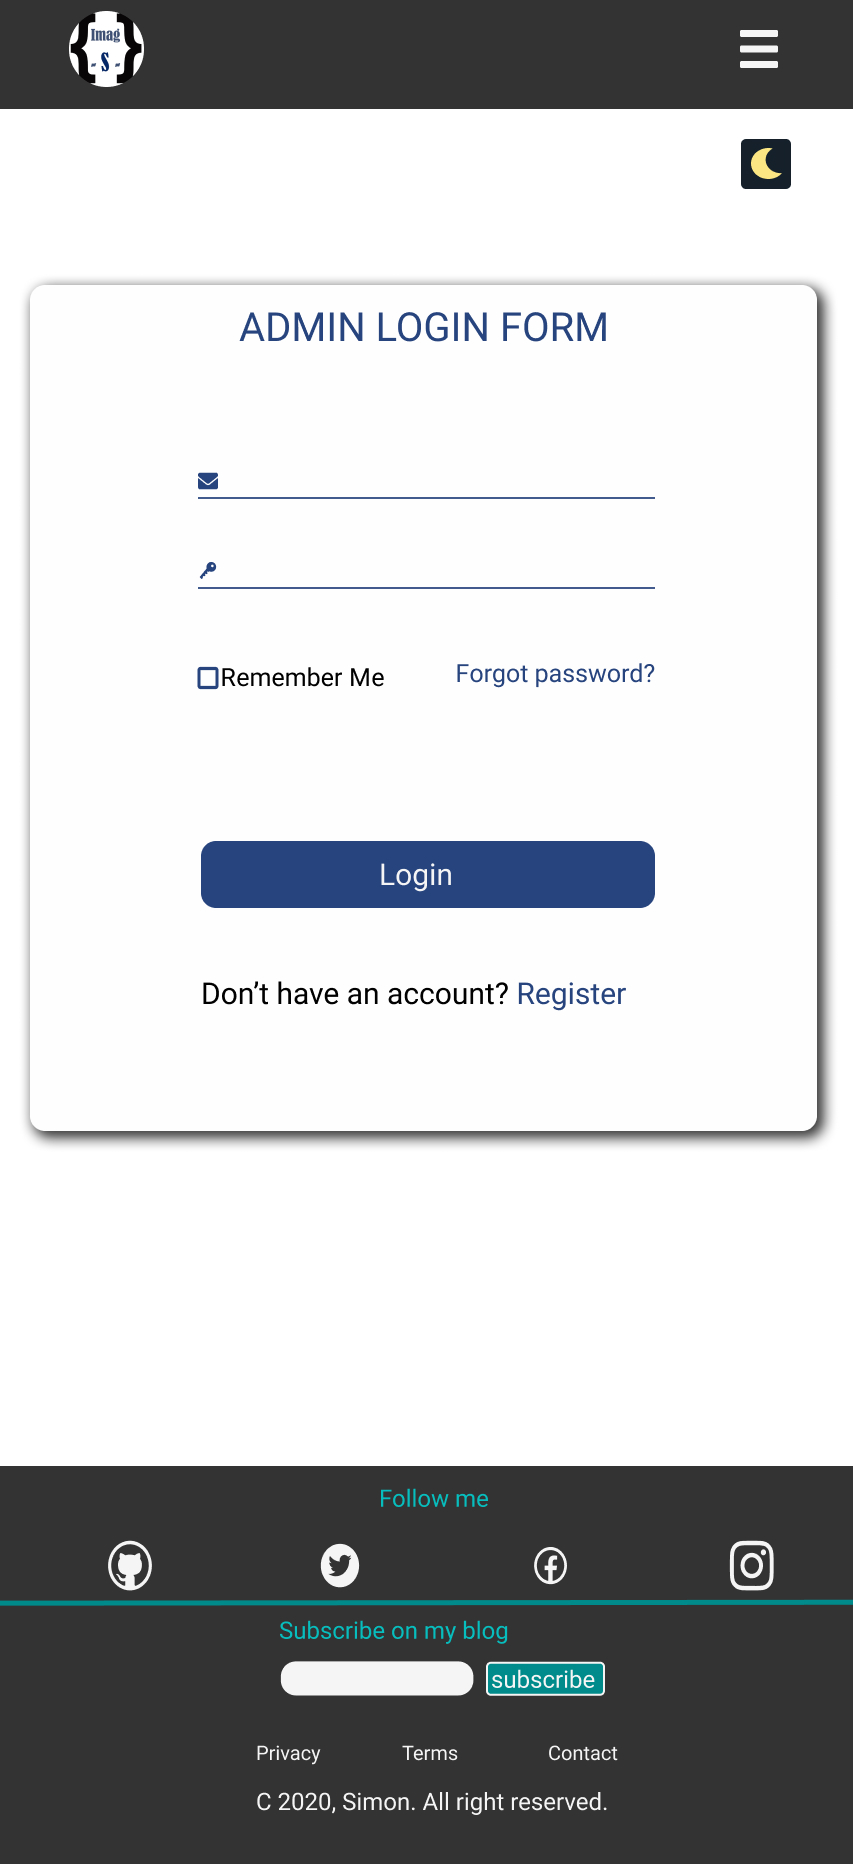 Imag
- S -
ADMIN LOGIN FORM
Remember Me
Forgot password?
Login
Don’t have an account? Register
Follow me
Subscribe on my blog
subscribe
Privacy Terms Contact
C 2020, Simon. All right reserved.